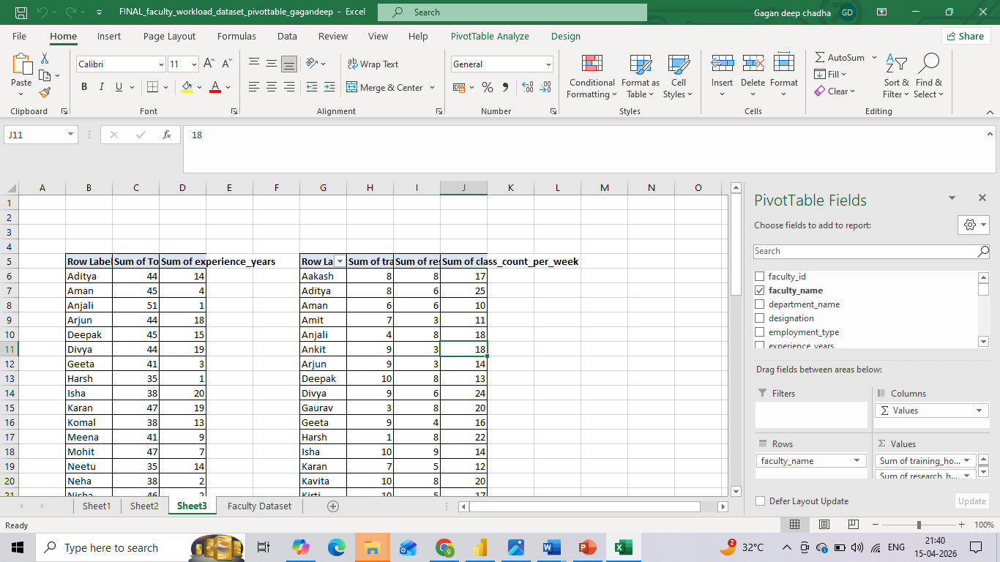 FINAL_faculty_workload_dataset_pivottable_gagandeep - Excel
Search
Gagan deep chadha GD
File Home Insert Page Layout Formulas Data Review View Help PivotTable Analyze Design Share
Paste
Calibri 11
B I U
A A
Wrap Text
Merge & Center
General
%
Conditional Formatting
Format as Table
Cell Styles
Insert Delete Format
AutoSum
Fill
Clear
Sort & Filter
Find & Select
Clipboard Font Alignment Number Styles Cells Editing
J11 fx 18
A B C D E F G H I J K L M N O
1
2
3
4
5 Row Label Sum of To Sum of experience_years Row La Sum of tra Sum of res Sum of class_count_per_week
6 Aditya 44 14 Aakash 8 8 17
7 Aman 45 4 Aditya 8 6 25
8 Anjali 51 1 Aman 6 6 10
9 Arjun 44 18 Amit 7 3 11
10 Deepak 45 15 Anjali 4 8 18
11 Divya 44 19 Ankit 9 3 18
12 Geeta 41 3 Arjun 9 3 14
13 Harsh 35 1 Deepak 10 8 13
14 Isha 38 20 Divya 9 6 24
15 Karan 47 19 Gaurav 3 8 20
16 Komal 38 13 Geeta 9 4 16
17 Meena 41 9 Harsh 1 8 22
18 Mohit 47 7 Isha 10 9 14
19 Neetu 35 14 Karan 7 5 12
20 Neha 38 2 Kavita 10 8 20
21 Nisha 46 2 Kirti 10 5 17
PivotTable Fields
Choose fields to add to report:
Search
faculty_id
faculty_name
department_name
designation
employment_type
experience_years
Drag fields between areas below:
Filters
Columns
Σ Values
Rows
faculty_name
Σ Values
Sum of training_ho...
Sum of research_h...
Defer Layout Update Update
Sheet1 Sheet2 Sheet3 Faculty Dataset
Ready
100%
Type here to search
2
32°C
ENG
21:40
15-04-2026